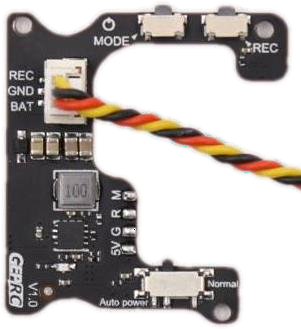 MODE
REC
REC
GND
BAT
100
M
R
G
5V
GEPRC V1.0
Auto power
Normal